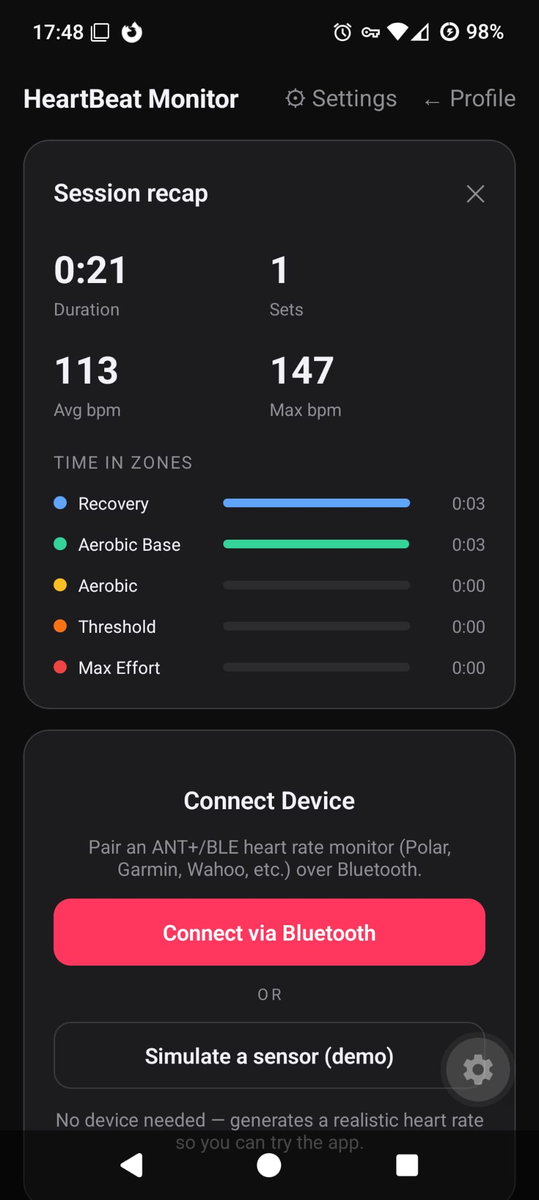 17:48 98%
HeartBeat Monitor Settings ← Profile
Session recap
0:21 1
Duration Sets
113 147
Avg bpm Max bpm
TIME IN ZONES
Recovery 0:03
Aerobic Base 0:03
Aerobic 0:00
Threshold 0:00
Max Effort 0:00
Connect Device
Pair an ANT+/BLE heart rate monitor (Polar,
Garmin, Wahoo, etc.) over Bluetooth.
Connect via Bluetooth
OR
Simulate a sensor (demo)
No device needed — generates a realistic heart rate
so you can try the app.